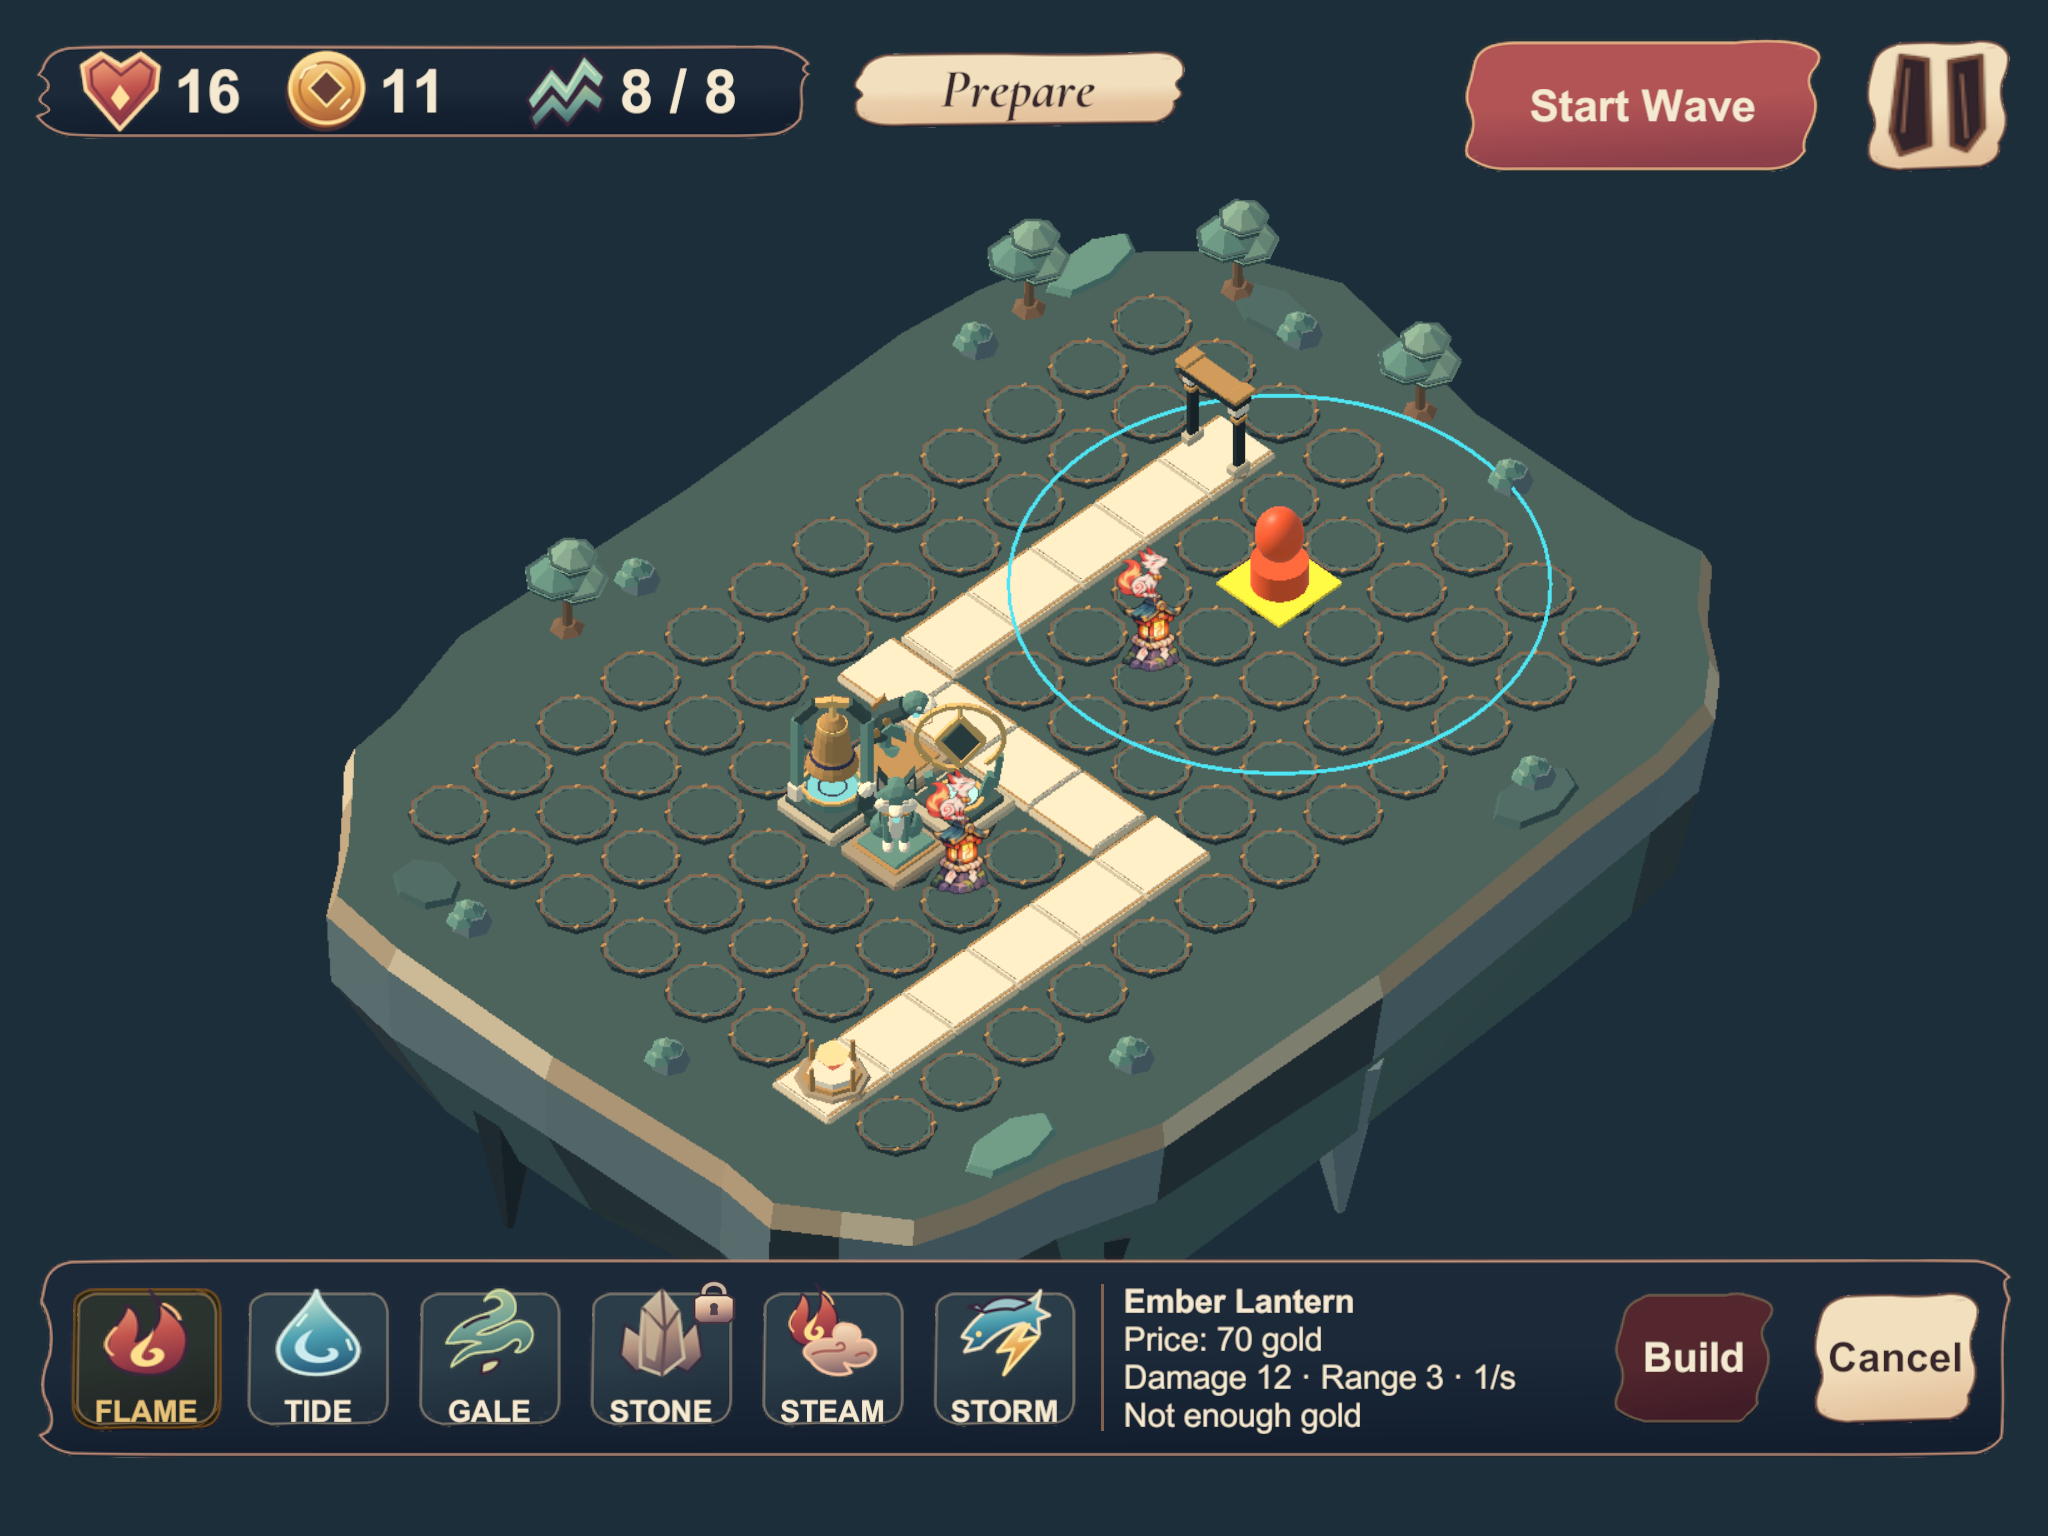 16
11
8 / 8
Prepare
Start Wave
FLAME
TIDE
GALE
STONE
STEAM
STORM
Ember Lantern
Price: 70 gold
Damage 12 · Range 3 · 1/s
Not enough gold
Build
Cancel